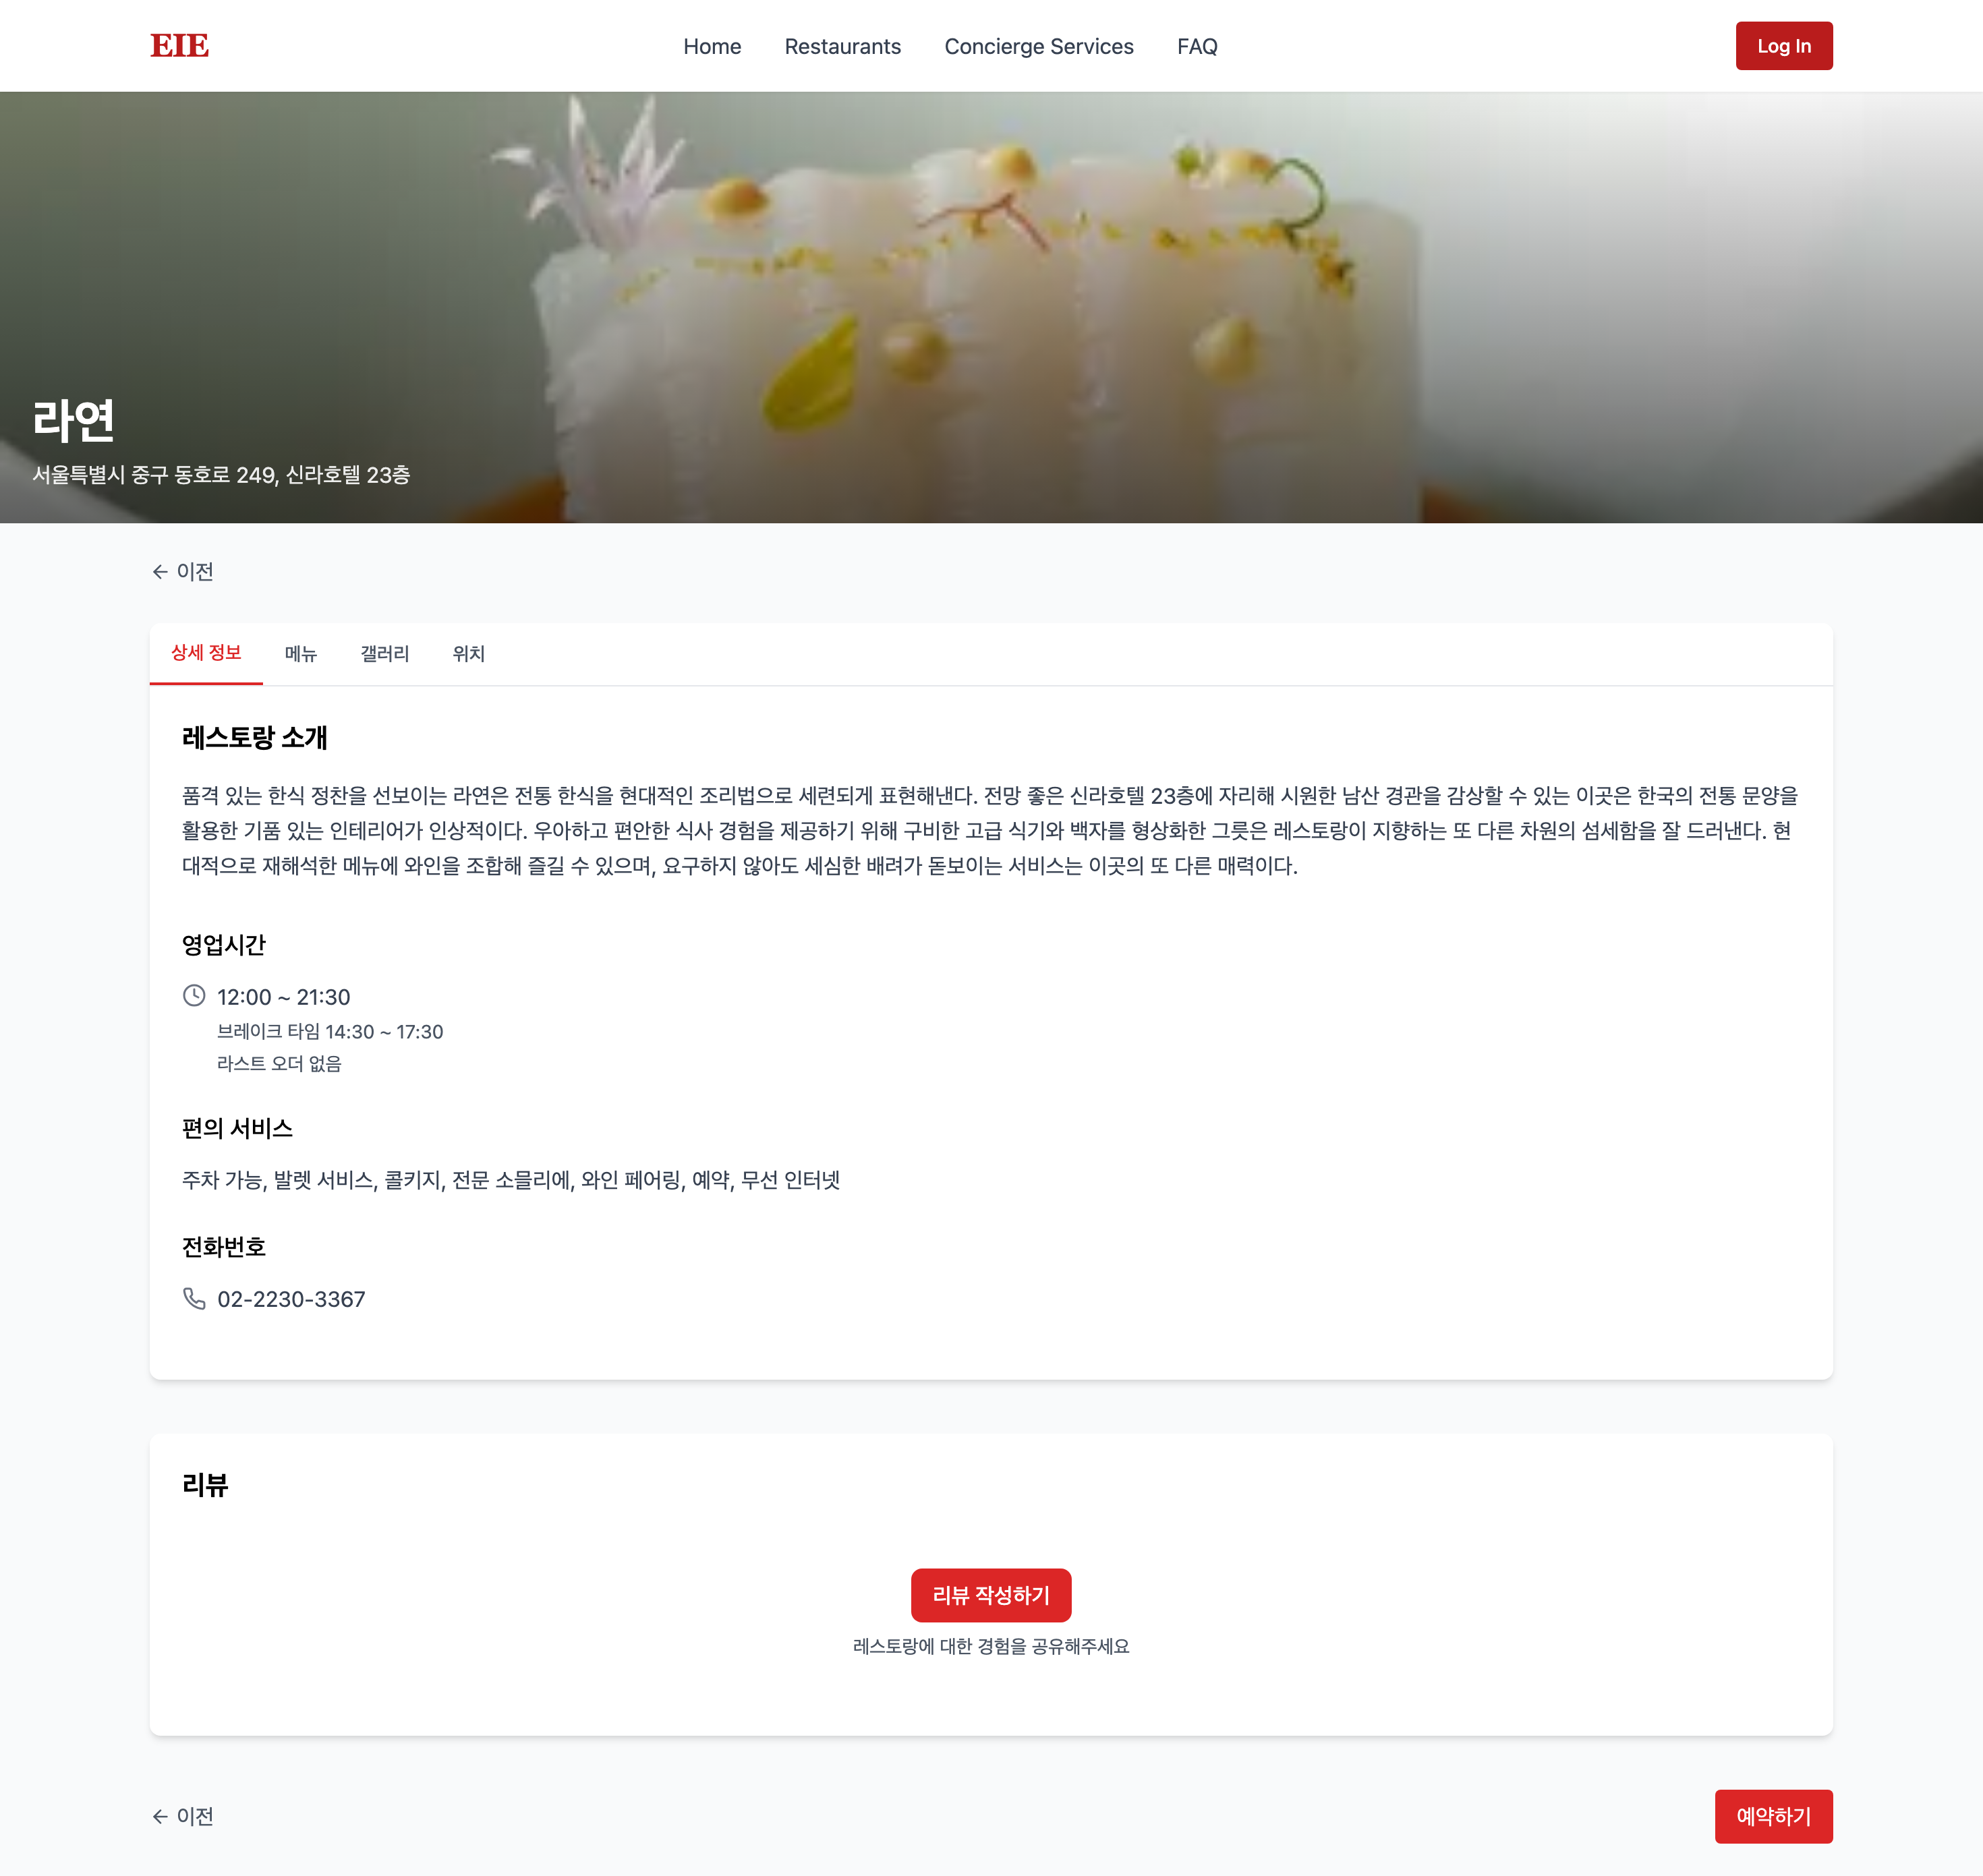 EIE
Home
Restaurants
Concierge Services
FAQ
Log In
라연
서울특별시 중구 동호로 249, 신라호텔 23층
← 이전
상세 정보
메뉴
갤러리
위치
레스토랑 소개
품격 있는 한식 정찬을 선보이는 라연은 전통 한식을 현대적인 조리법으로 세련되게 표현해낸다. 전망 좋은 신라호텔 23층에 자리해 시원한 남산 경관을 감상할 수 있는 이곳은 한국의 전통 문양을
활용한 기품 있는 인테리어가 인상적이다. 우아하고 편안한 식사 경험을 제공하기 위해 구비한 고급 식기와 백자를 형상화한 그릇은 레스토랑이 지향하는 또 다른 차원의 섬세함을 잘 드러낸다. 현
대적으로 재해석한 메뉴에 와인을 조합해 즐길 수 있으며, 요구하지 않아도 세심한 배려가 돋보이는 서비스는 이곳의 또 다른 매력이다.
영업시간
12:00 ~ 21:30
브레이크 타임 14:30 ~ 17:30
라스트 오더 없음
편의 서비스
주차 가능, 발렛 서비스, 콜키지, 전문 소믈리에, 와인 페어링, 예약, 무선 인터넷
전화번호
02-2230-3367
리뷰
리뷰 작성하기
레스토랑에 대한 경험을 공유해주세요
← 이전
예약하기